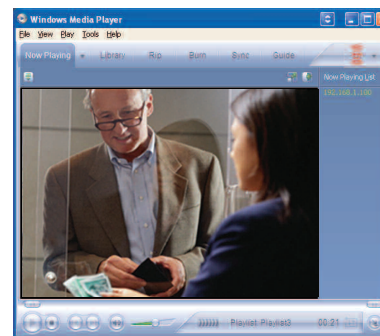 Windows Media Player
File View Play Tools Help
Now Playing Library Rip Burn Sync Guide
Now Playing List
192.168.1.100
Playlist: Playlist3 00:21